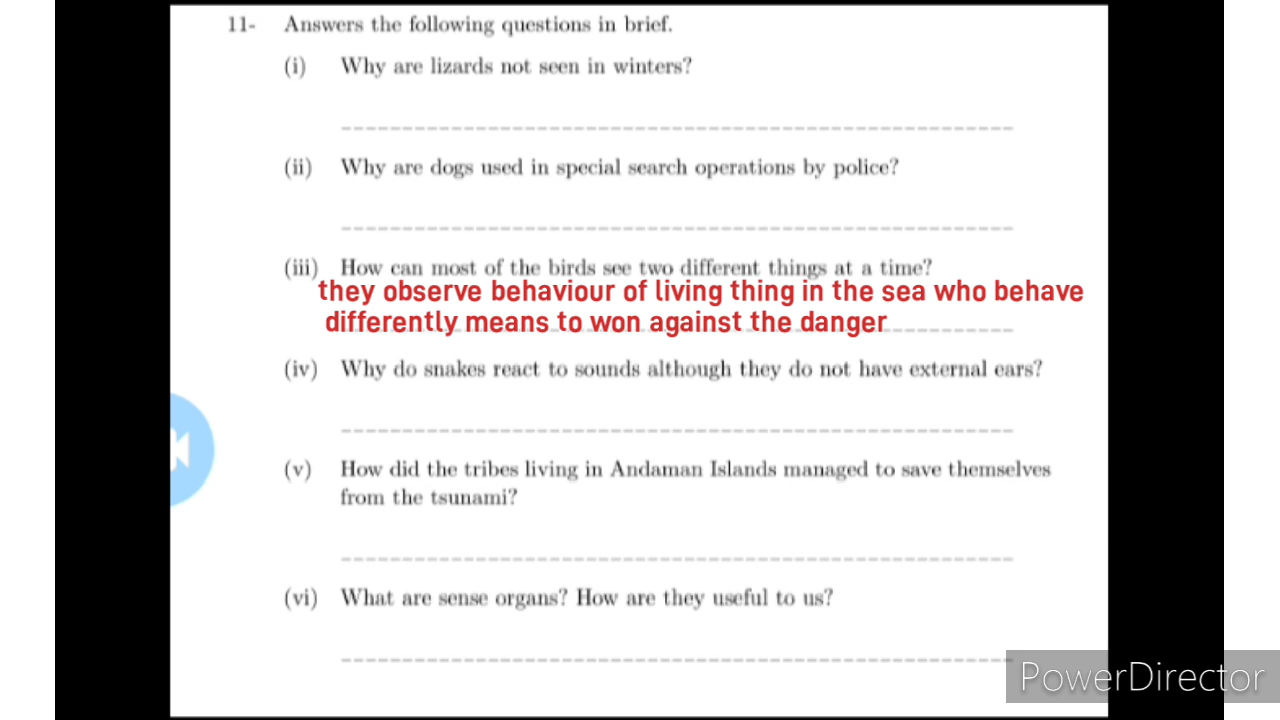 11- Answers the following questions in brief.
(i) Why are lizards not seen in winters?
(ii) Why are dogs used in special search operations by police?
(iii) How can most of the birds see two different things at a time?
they observe behaviour of living thing in the sea who behave
differently means to won against the danger
(iv) Why do snakes react to sounds although they do not have external ears?
(v) How did the tribes living in Andaman Islands managed to save themselves
from the tsunami?
(vi) What are sense organs? How are they useful to us?
PowerDirector